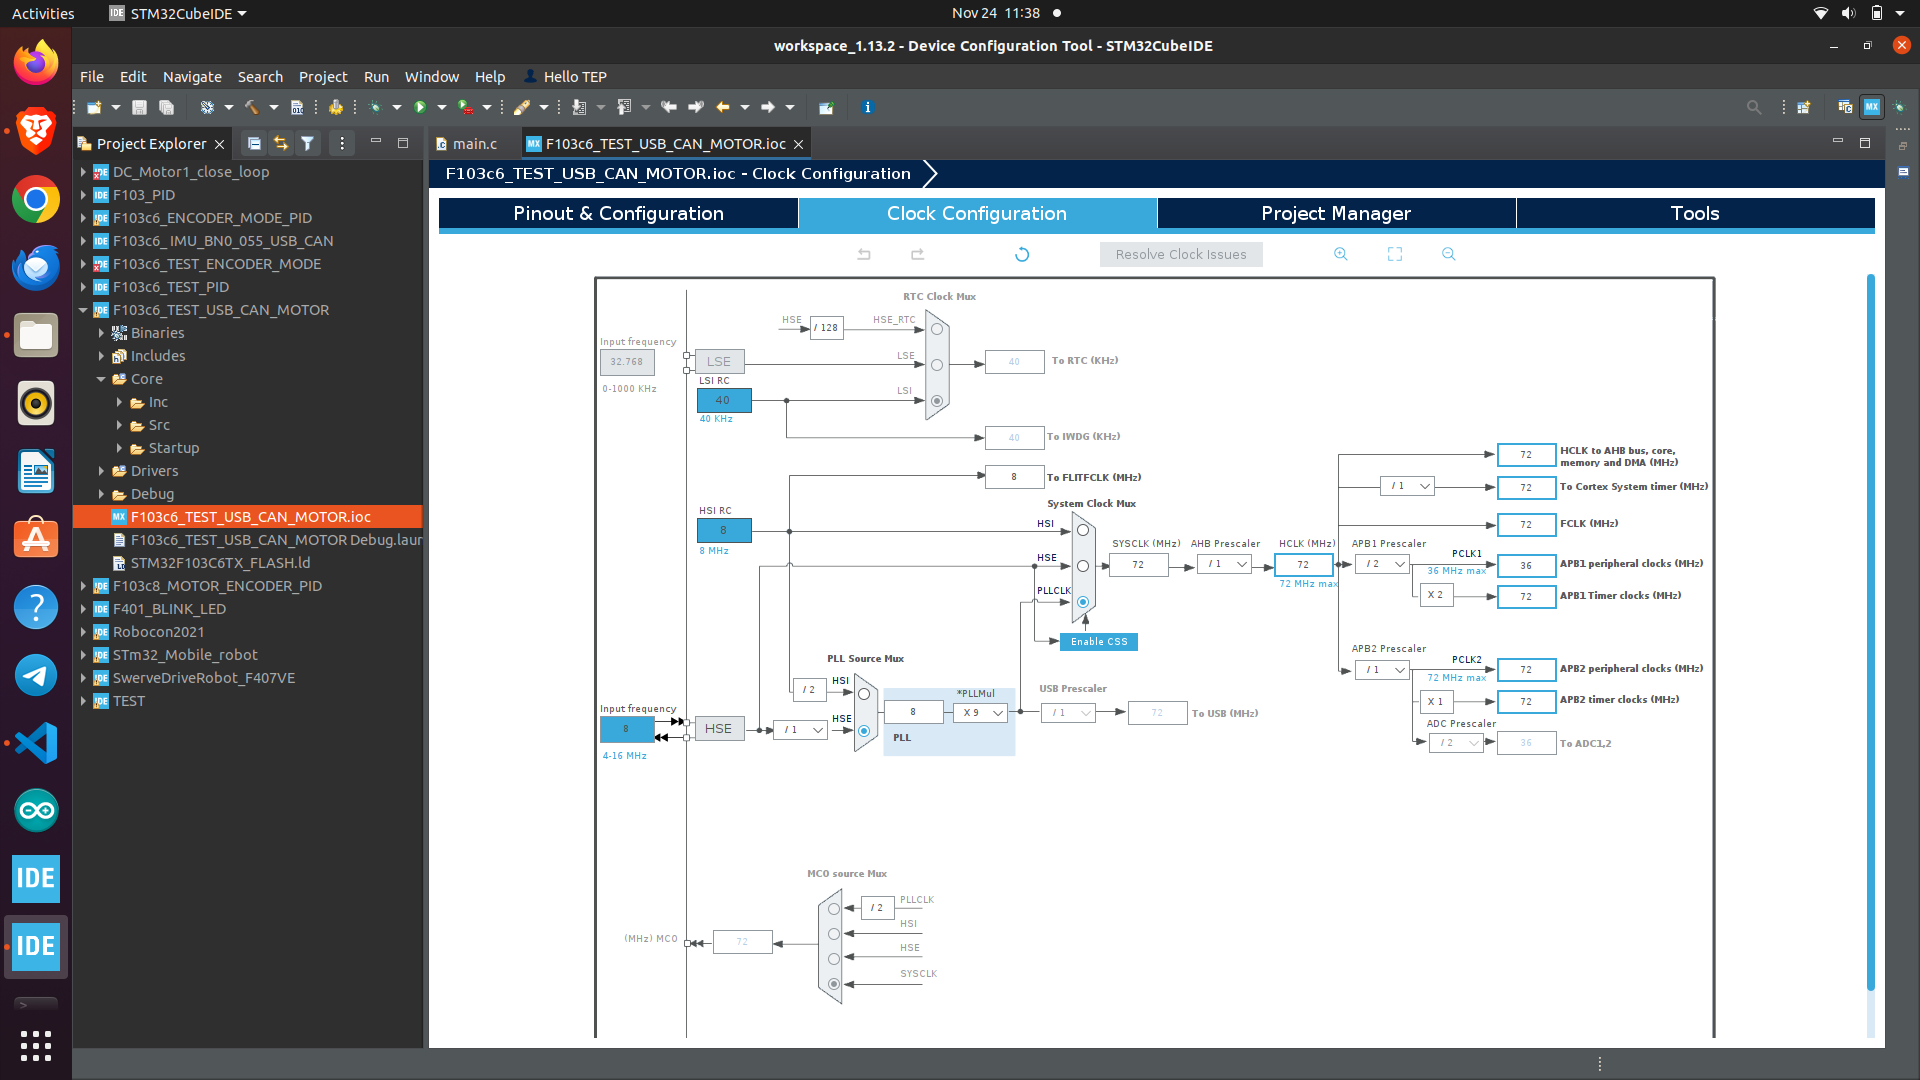 Activities
STM32CubeIDE
Nov 24 11:38
workspace_1.13.2 - Device Configuration Tool - STM32CubeIDE
File Edit Navigate Search Project Run Window Help Hello TEP
Project Explorer
main.c
F103c6_TEST_USB_CAN_MOTOR.ioc
F103c6_TEST_USB_CAN_MOTOR.ioc - Clock Configuration
Pinout & Configuration
Clock Configuration
Project Manager
Tools
Resolve Clock Issues
DC_Motor1_close_loop
F103_PID
F103c6_ENCODER_MODE_PID
F103c6_ IMU_BN0_055_USB_CAN
F103c6_TEST_ENCODER_MODE
F103c6_TEST_PID
F103c6_TEST_USB_CAN_MOTOR
Binaries
Includes
Core
Inc
Src
Startup
Drivers
Debug
F103c6_TEST_USB_CAN_MOTOR.ioc
F103c6_TEST_USB_CAN_MOTOR Debug.laun
STM32F103C6TX_FLASH.ld
F103c8_MOTOR_ENCODER_PID
F401_BLINK_LED
Robocon2021
STm32_Mobile_robot
SwerveDriveRobot_F407VE
TEST
IDE
IDE
RTC Clock Mux
HSE
/ 128
HSE_RTC
Input frequency
32.768
0-1000 KHz
LSE
LSE
40
To RTC (KHz)
LSI RC
40
40 KHz
LSI
40
To IWDG (KHz)
8
To FLITFCLK (MHz)
HSI RC
8
8 MHz
System Clock Mux
HSI
HSE
PLLCLK
Enable CSS
SYSCLK (MHz)
72
AHB Prescaler
/ 1
HCLK (MHz)
72
72 MHz max
72
HCLK to AHB bus, core,
memory and DMA (MHz)
/ 1
72
To Cortex System timer (MHz)
72
FCLK (MHz)
APB1 Prescaler
/ 2
PCLK1
36 MHz max
36
APB1 peripheral clocks (MHz)
X 2
72
APB1 Timer clocks (MHz)
APB2 Prescaler
/ 1
PCLK2
72 MHz max
72
APB2 peripheral clocks (MHz)
X 1
72
APB2 timer clocks (MHz)
ADC Prescaler
/ 2
36
To ADC1,2
PLL Source Mux
HSI
/ 2
HSE
Input frequency
8
4-16 MHz
HSE
/ 1
8
*PLLMul
X 9
PLL
USB Prescaler
/ 1
72
To USB (MHz)
MCO source Mux
/ 2
PLLCLK
HSI
HSE
SYSCLK
(MHz) MCO
72